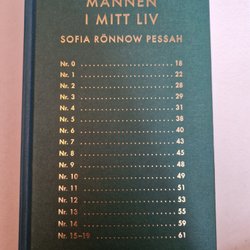 MÄNNEN
I MITT LIV
SOFIA RÖNNOW PESSAH
Nr. 0 18
Nr. 1 22
Nr. 2 28
Nr. 3 29
Nr. 4 31
Nr. 5 38
Nr. 6 40
Nr. 7 43
Nr. 8 45
Nr. 9 48
Nr. 10 49
Nr. 11 51
Nr. 12 53
Nr. 13 55
Nr. 14 59
Nr. 15–19 61